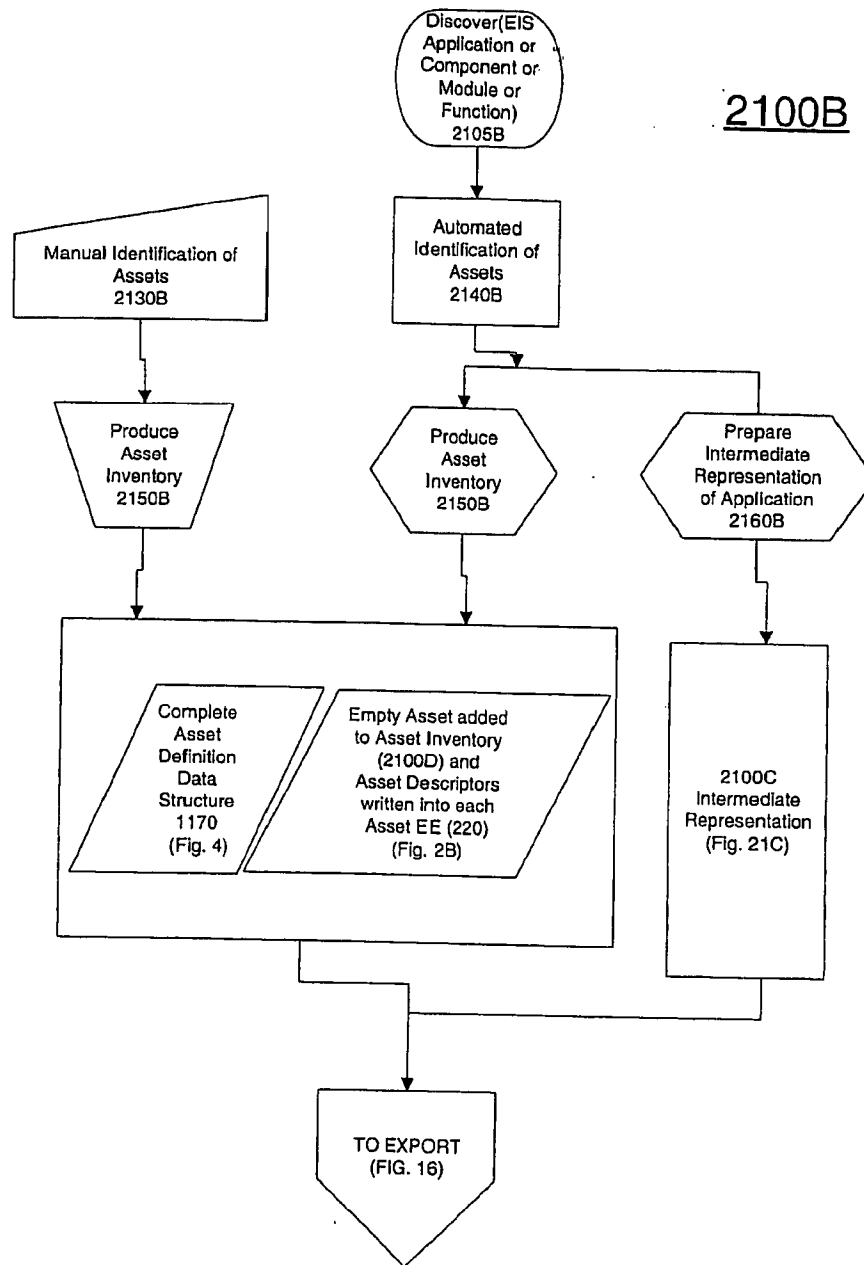 Discover(EIS
Application or
Component or
Module or
Function)
2105B
2100B
Manual Identification of
Assets
2130B
Automated
Identification of
Assets
2140B
Produce
Asset
Inventory
2150B
Produce
Asset
Inventory
2150B
Prepare
Intermediate
Representation
of Application
2160B
Complete
Asset
Definition
Data
Structure
1170
(Fig. 4)
Empty Asset added
to Asset Inventory
(2100D) and
Asset Descriptors
written into each
Asset EE (220)
(Fig. 2B)
2100C
Intermediate
Representation
(Fig. 21C)
TO EXPORT
(FIG. 16)